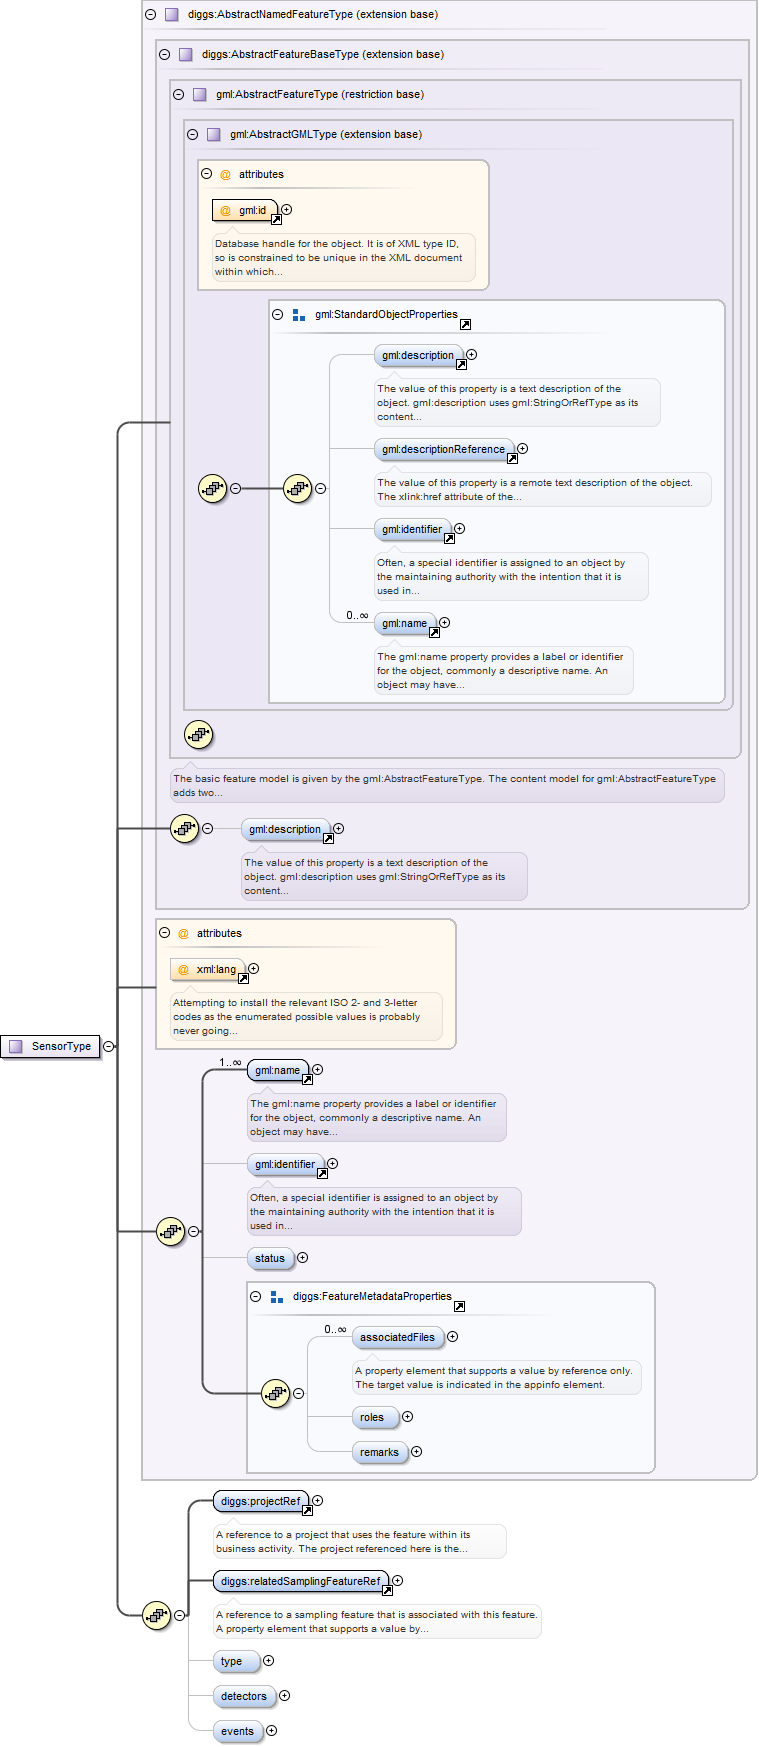 diggs:AbstractNamedFeatureType (extension base)
diggs:AbstractFeatureBaseType (extension base)
gml:AbstractFeatureType (restriction base)
gml:AbstractGMLType (extension base)
@ attributes
@ gml:id
Database handle for the object. It is of XML type ID,
so is constrained to be unique in the XML document
within which...
gml:StandardObjectProperties
gml:description
The value of this property is a text description of the
object. gml:description uses gml:StringOrRefType as its
content...
gml:descriptionReference
The value of this property is a remote text description of the object.
The xlink:href attribute of the...
gml:identifier
Often, a special identifier is assigned to an object by
the maintaining authority with the intention that it is
used in...
0..∞
gml:name
The gml:name property provides a label or identifier
for the object, commonly a descriptive name. An
object may have...
The basic feature model is given by the gml:AbstractFeatureType. The content model for gml:AbstractFeatureType
adds two...
gml:description
The value of this property is a text description of the
object. gml:description uses gml:StringOrRefType as its
content...
@ attributes
@ xml:lang
Attempting to install the relevant ISO 2- and 3-letter
codes as the enumerated possible values is probably
never going...
SensorType
1..∞
gml:name
The gml:name property provides a label or identifier
for the object, commonly a descriptive name. An
object may have...
gml:identifier
Often, a special identifier is assigned to an object by
the maintaining authority with the intention that it is
used in...
status
diggs:FeatureMetadataProperties
0..∞
associatedFiles
A property element that supports a value by reference only.
The target value is indicated in the appinfo element.
roles
remarks
diggs:projectRef
A reference to a project that uses the feature within its
business activity. The project referenced here is the...
diggs:relatedSamplingFeatureRef
A reference to a sampling feature that is associated with this feature.
A property element that supports a value by...
type
detectors
events